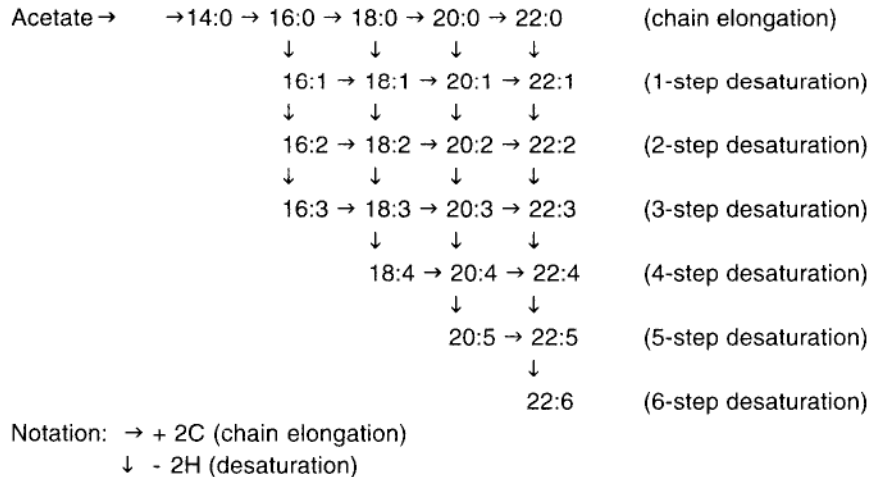 Acetate → →14:0 → 16:0 → 18:0 → 20:0 → 22:0 (chain elongation)
↓ ↓ ↓ ↓
16:1 → 18:1 → 20:1 → 22:1 (1-step desaturation)
↓ ↓ ↓ ↓
16:2 → 18:2 → 20:2 → 22:2 (2-step desaturation)
↓ ↓ ↓ ↓
16:3 → 18:3 → 20:3 → 22:3 (3-step desaturation)
↓ ↓ ↓
18:4 → 20:4 → 22:4 (4-step desaturation)
↓ ↓
20:5 → 22:5 (5-step desaturation)
↓
22:6 (6-step desaturation)
Notation: → + 2C (chain elongation)
↓ - 2H (desaturation)